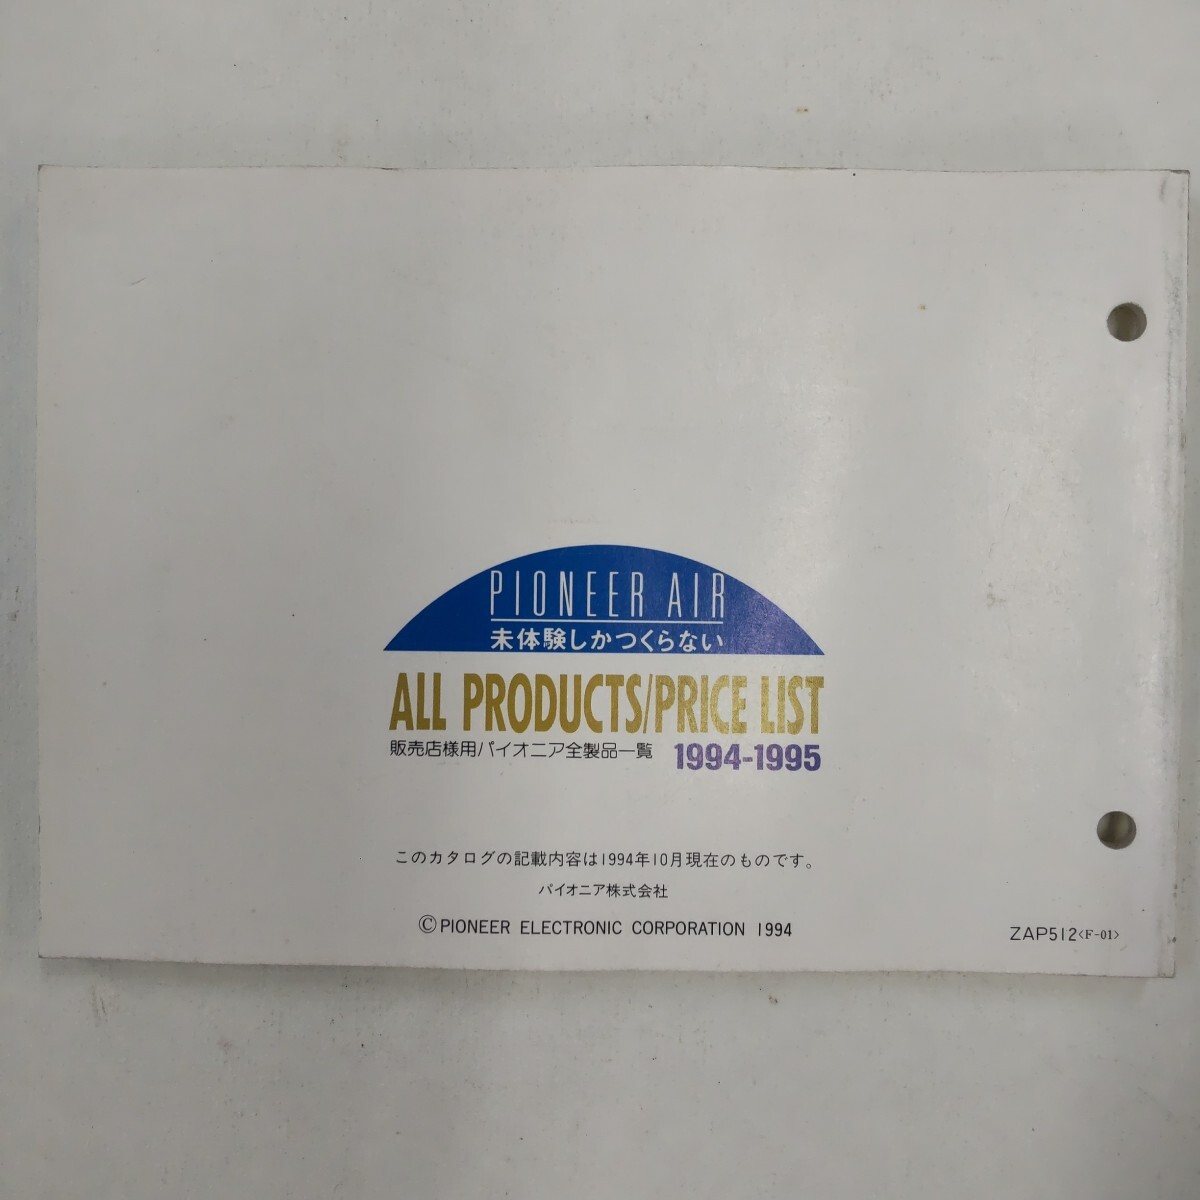 PIONEER AIR
未体験しかつくらない
ALL PRODUCTS/PRICE LIST
販売店様用パイオニア全製品一覧 1994-1995
このカタログの記載内容は1994年10月現在のものです。
パイオニア株式会社
©PIONEER ELECTRONIC CORPORATION 1994
ZAP512<F-01>